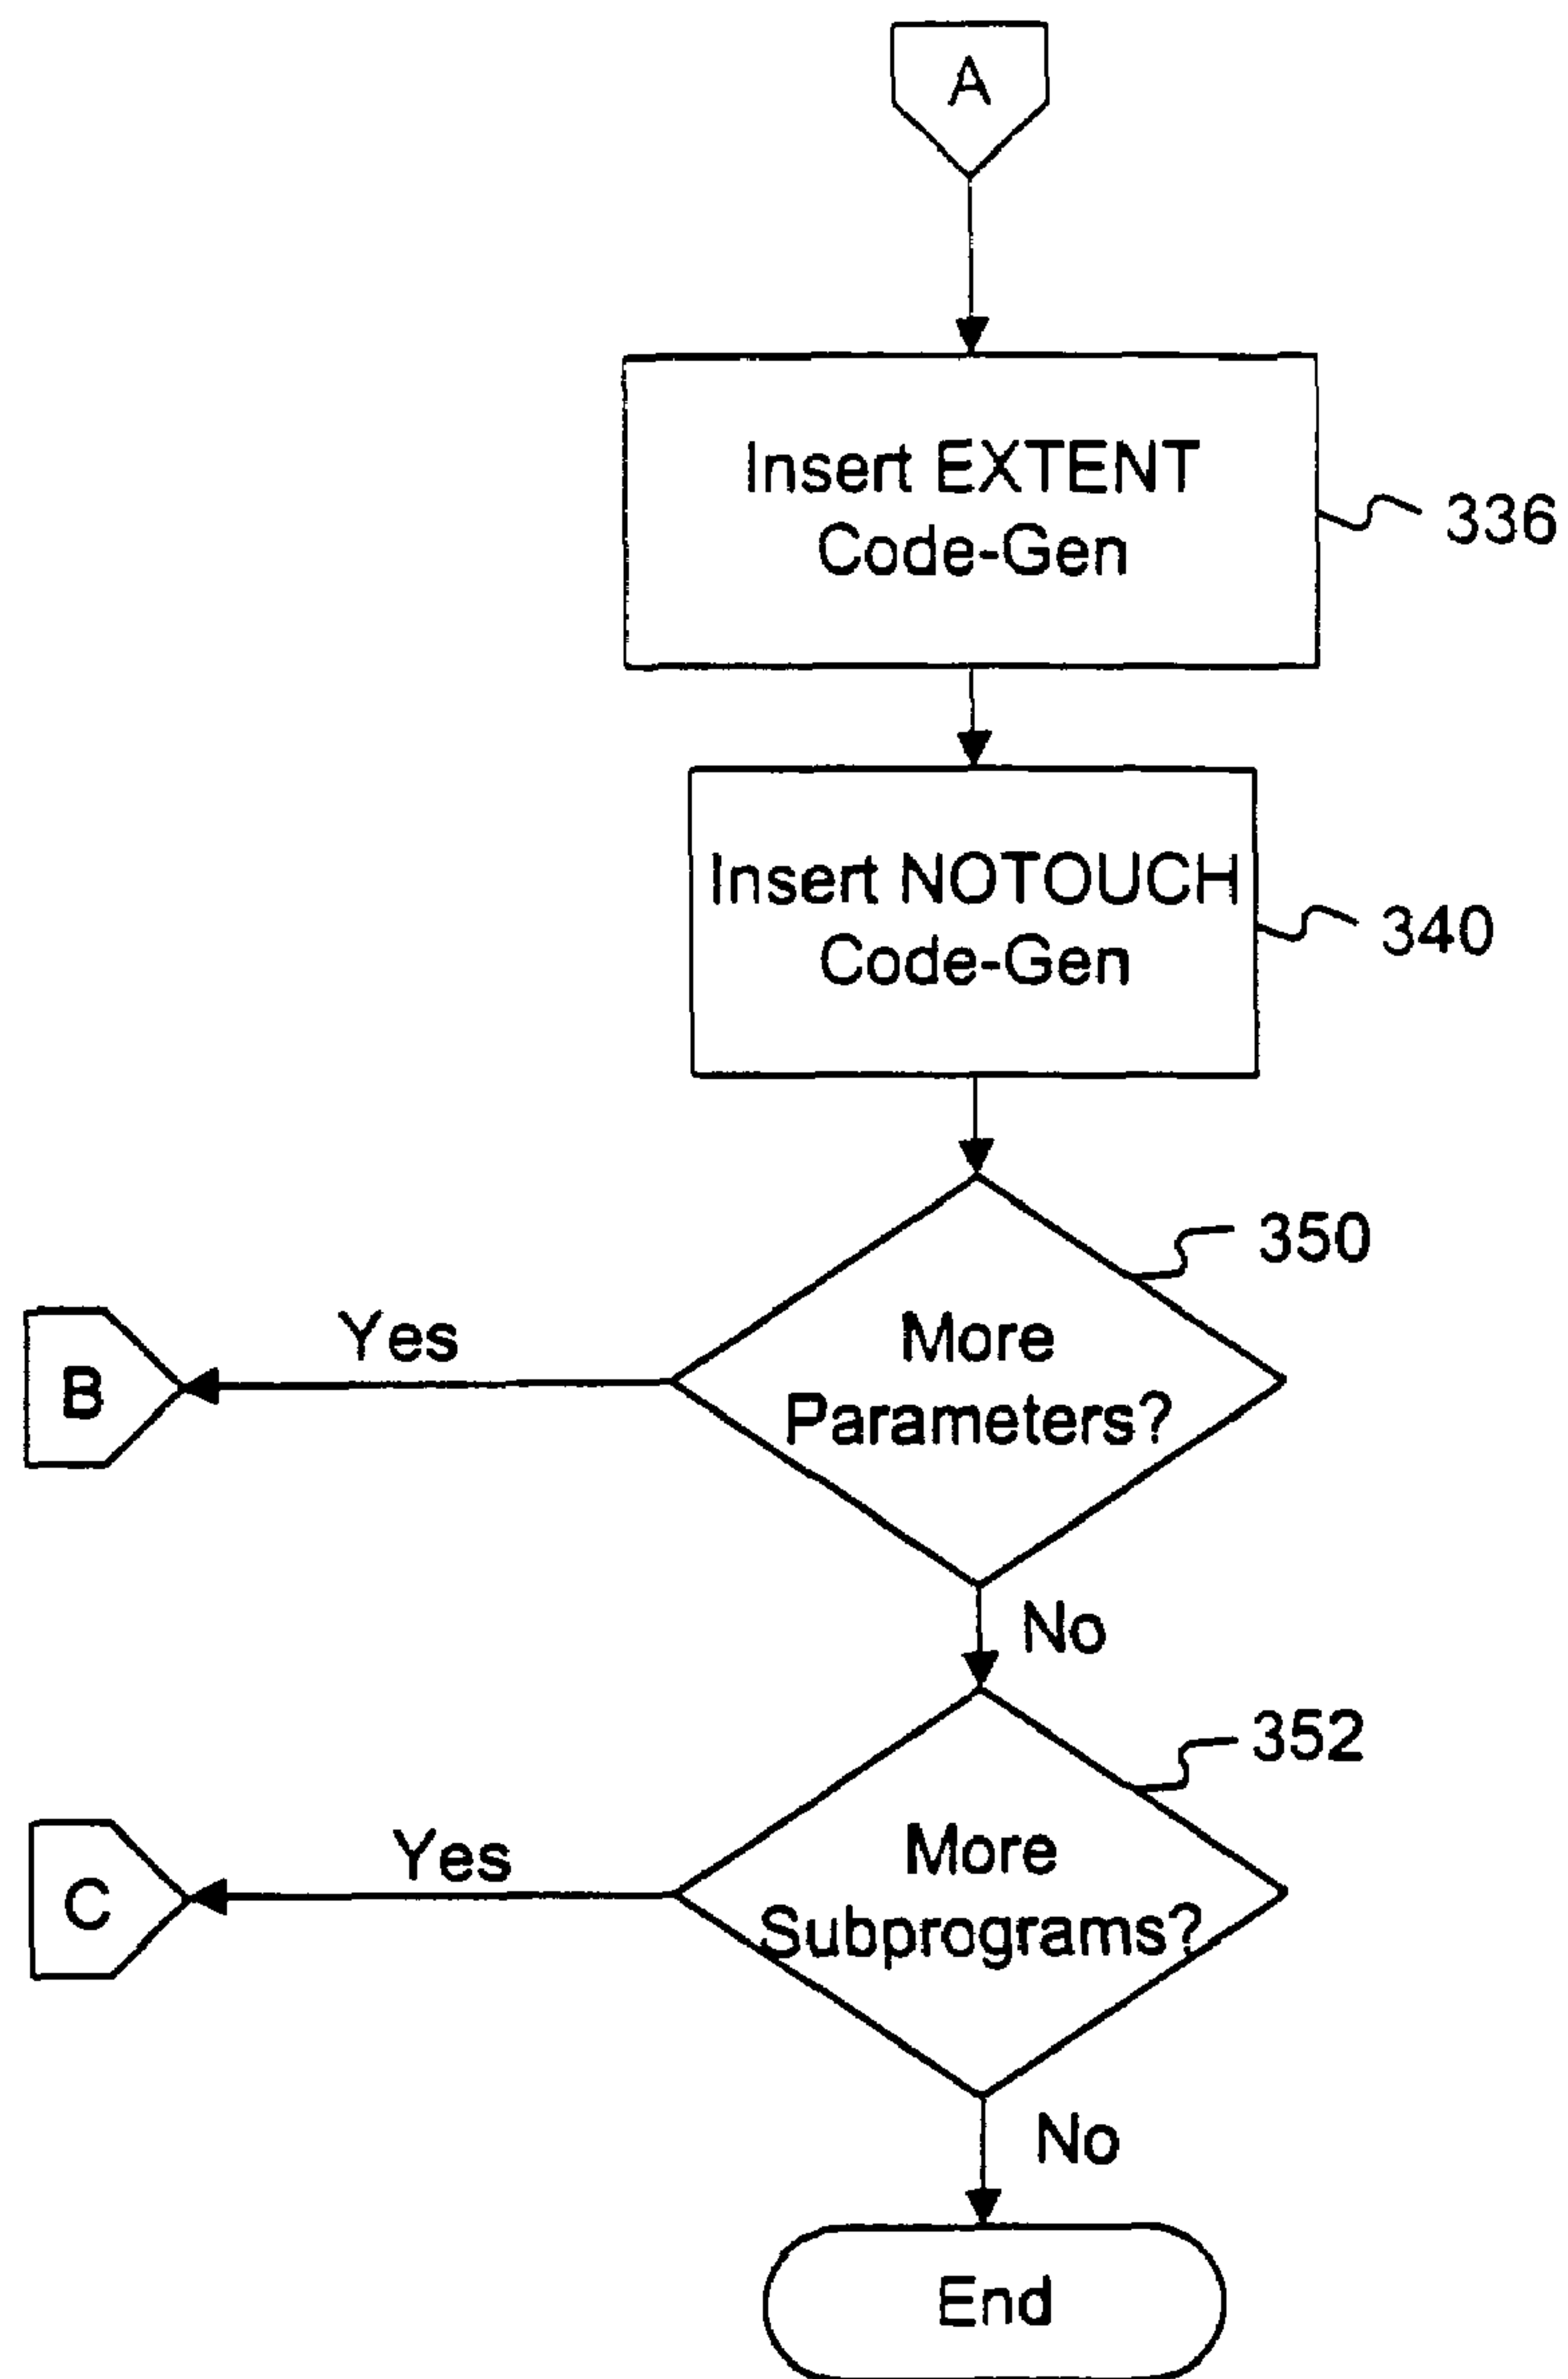 A
Insert EXTENT
Code-Gen
336
Insert NOTOUCH
Code-Gen
340
350
More
Parameters?
Yes
B
No
352
More
Subprograms?
Yes
C
No
End